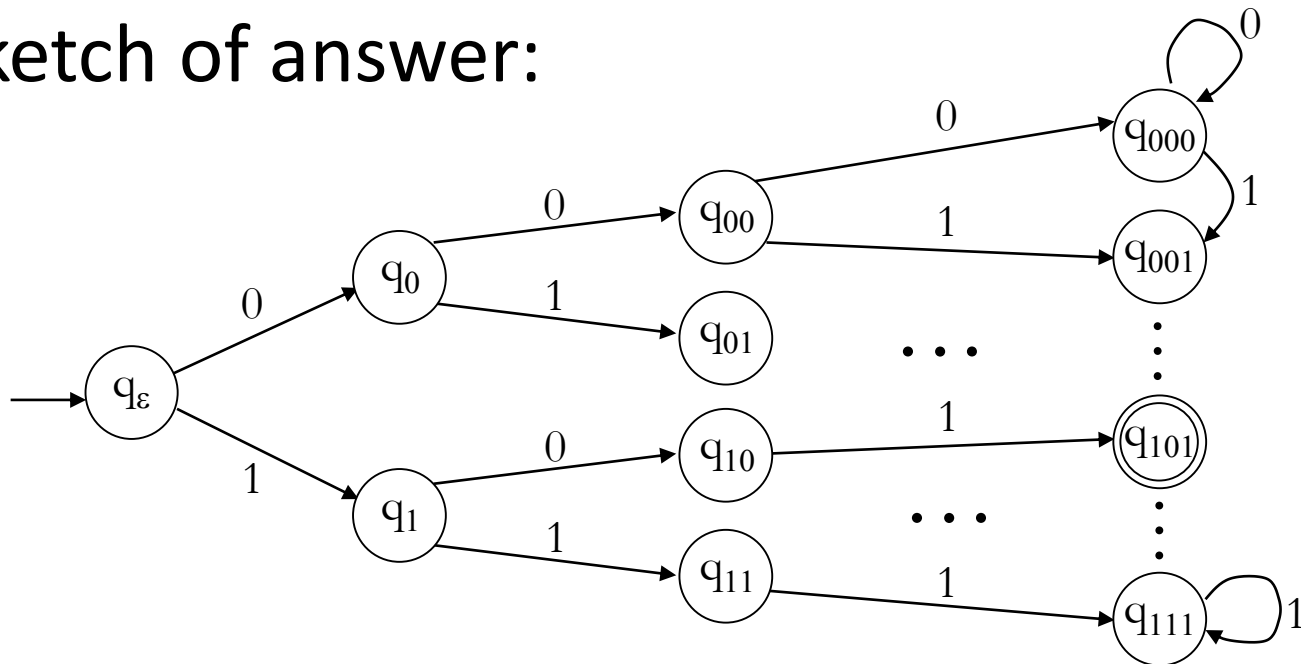 ketch of answer:
0
q000
0
1
q00
1
q001
0
q0
1
q01
0
. . .
qε
1
q101
0
q10
1
q1
. . .
1
q11
1
q111
1